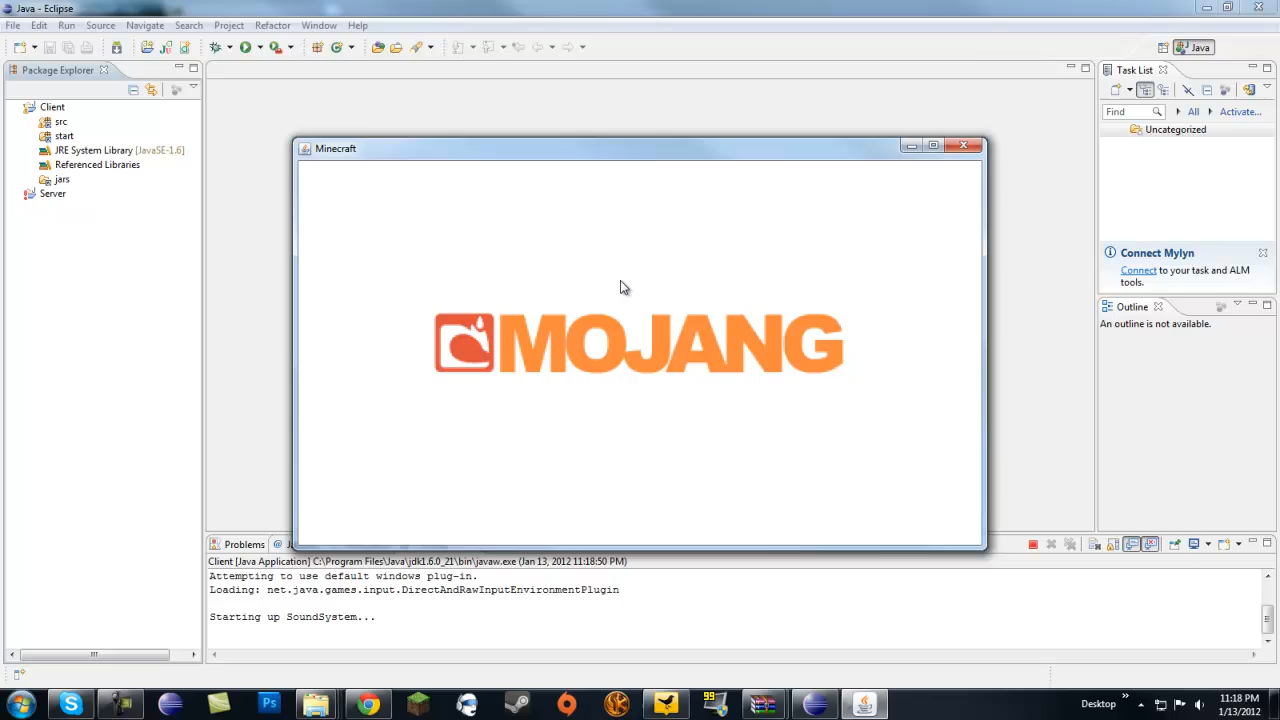 Java - Eclipse
File Edit Run Source Navigate Search Project Refactor Window Help
Java
Package Explorer
Client
src
start
JRE System Library [JavaSE-1.6]
Referenced Libraries
jars
Server
Minecraft
MOJANG
Task List
Find All Activate...
Uncategorized
Connect Mylyn
Connect to your task and ALM
tools.
Outline
An outline is not available.
Problems @
Client [Java Application] C:\Program Files\Java\jdk1.6.0_21\bin\javaw.exe (Jan 13, 2012 11:18:50 PM)
Attempting to use default windows plug-in.
Loading: net.java.games.input.DirectAndRawInputEnvironmentPlugin
Starting up SoundSystem...
Ps
99
Desktop
11:18 PM
1/13/2012